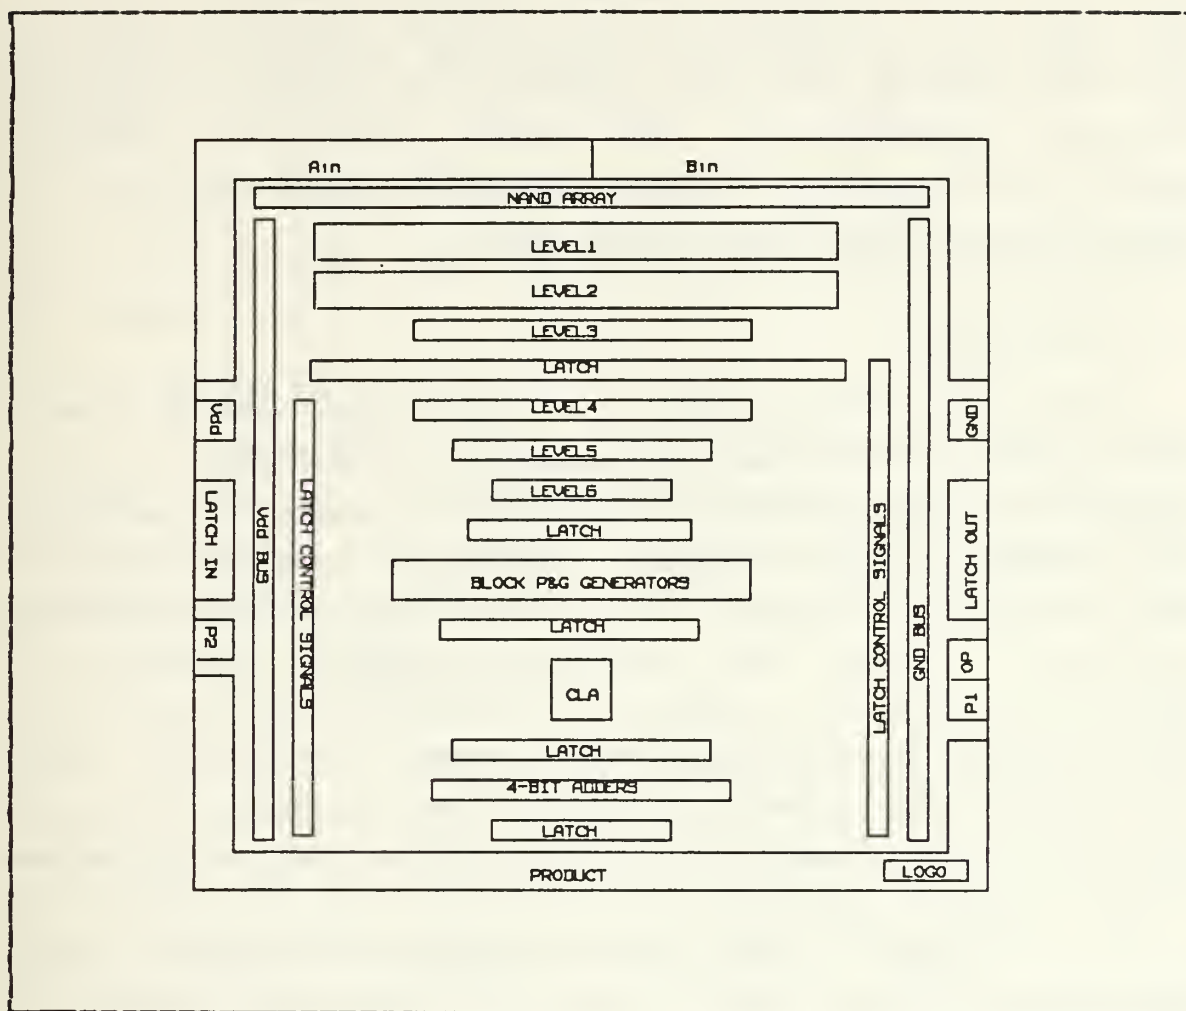 Ain
Bin
NAND ARRAY
LEVEL1
LEVEL2
LEVEL3
LATCH
Vdd
LEVEL4
GND
LEVEL5
LEVEL6
LATCH IN
Vdd BUS
LATCH CONTROL SIGNALS
LATCH
LATCH CONTROL SIGNALS
GND BUS
LATCH OUT
BLOCK P&G GENERATORS
P2
LATCH
OP
CLA
P1
LATCH
4-BIT ADDERS
LATCH
PRODUCT
LOGO